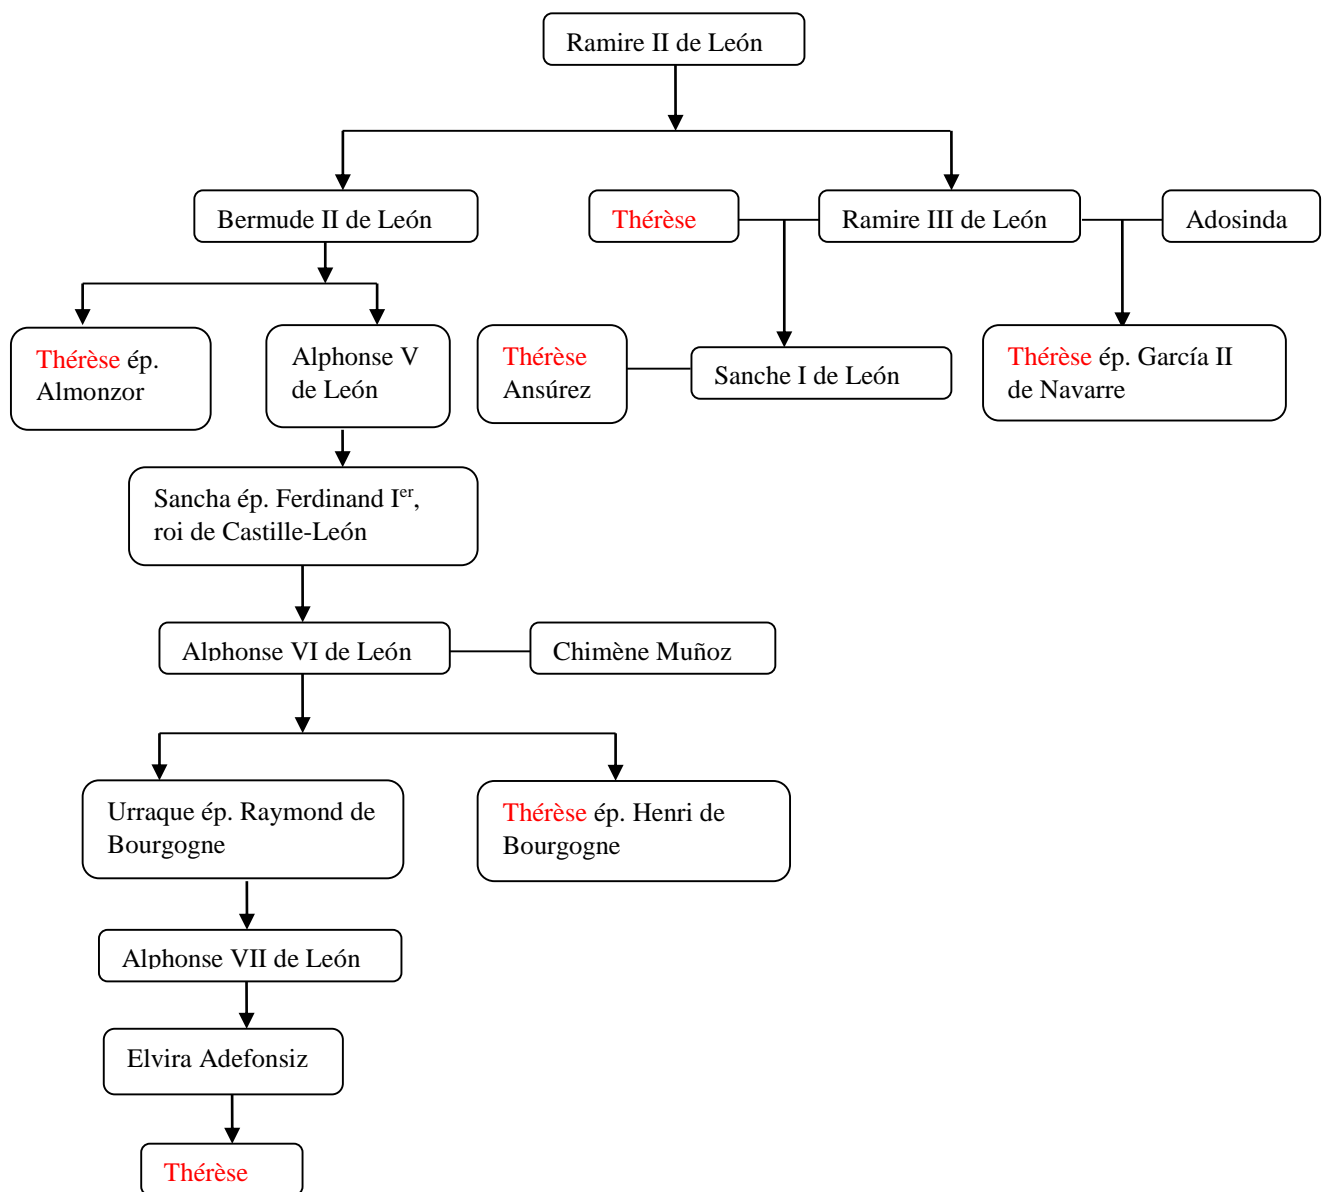 Ramire II de León
Bermude II de León
Thérèse
Ramire III de León
Adosinda
Thérèse ép.
Almonzor
Alphonse V
de León
Thérèse
Ansúrez
Sanche I de León
Thérèse ép. García II
de Navarre
Sancha ép. Ferdinand Ier,
roi de Castille-León
Alphonse VI de León
Chimène Muñoz
Urraque ép. Raymond de
Bourgogne
Thérèse ép. Henri de
Bourgogne
Alphonse VII de León
Elvira Adefonsiz
Thérèse